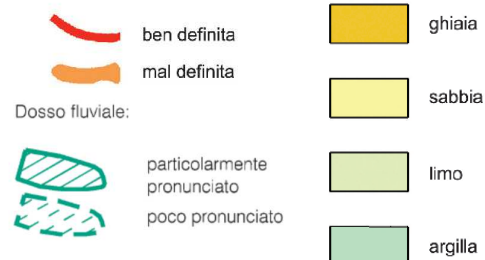 ben definita
mal definita
Dosso fluviale:
particolarmente
pronunciato
poco pronunciato
ghiaia
sabbia
limo
argilla